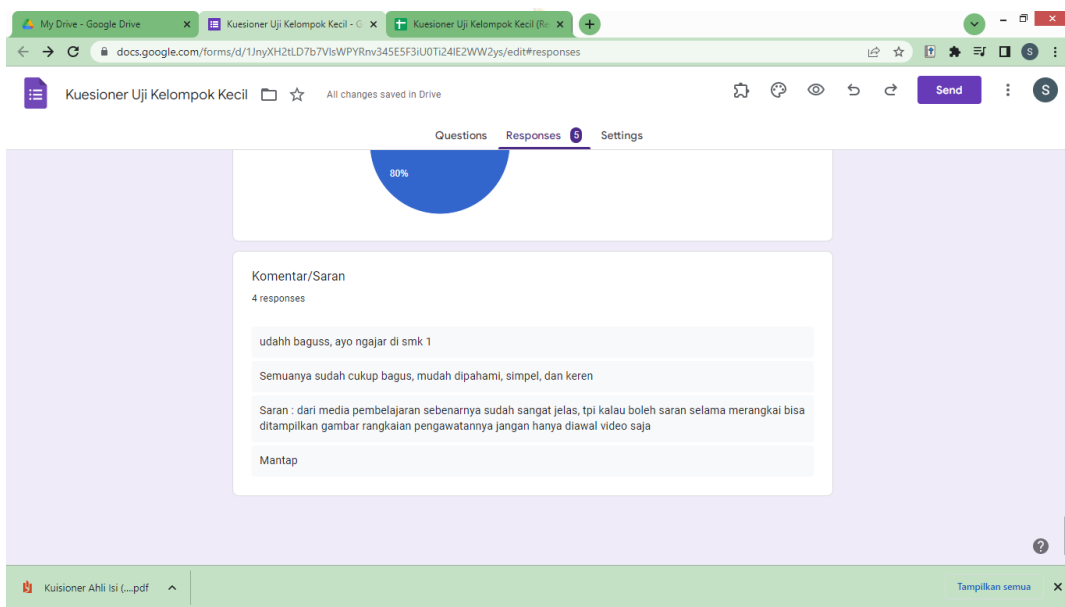 My Drive - Google Drive
Kuesioner Uji Kelompok Kecil - G
Kuesioner Uji Kelompok Kecil (Re
docs.google.com/forms/d/1JnyXH2tLD7b7VlsWPYRnv345E5F3iU0Ti24lE2WW2ys/edit#responses
S
Kuesioner Uji Kelompok Kecil
All changes saved in Drive
Send
S
Questions
Responses 5
Settings
80%
Komentar/Saran
4 responses
udahh baguss, ayo ngajar di smk 1
Semuanya sudah cukup bagus, mudah dipahami, simpel, dan keren
Saran : dari media pembelajaran sebenarnya sudah sangat jelas, tpi kalau boleh saran selama merangkai bisa
ditampilkan gambar rangkaian pengawatannya jangan hanya diawal video saja
Mantap
Kuisioner Ahli Isi (....pdf
Tampilkan semua